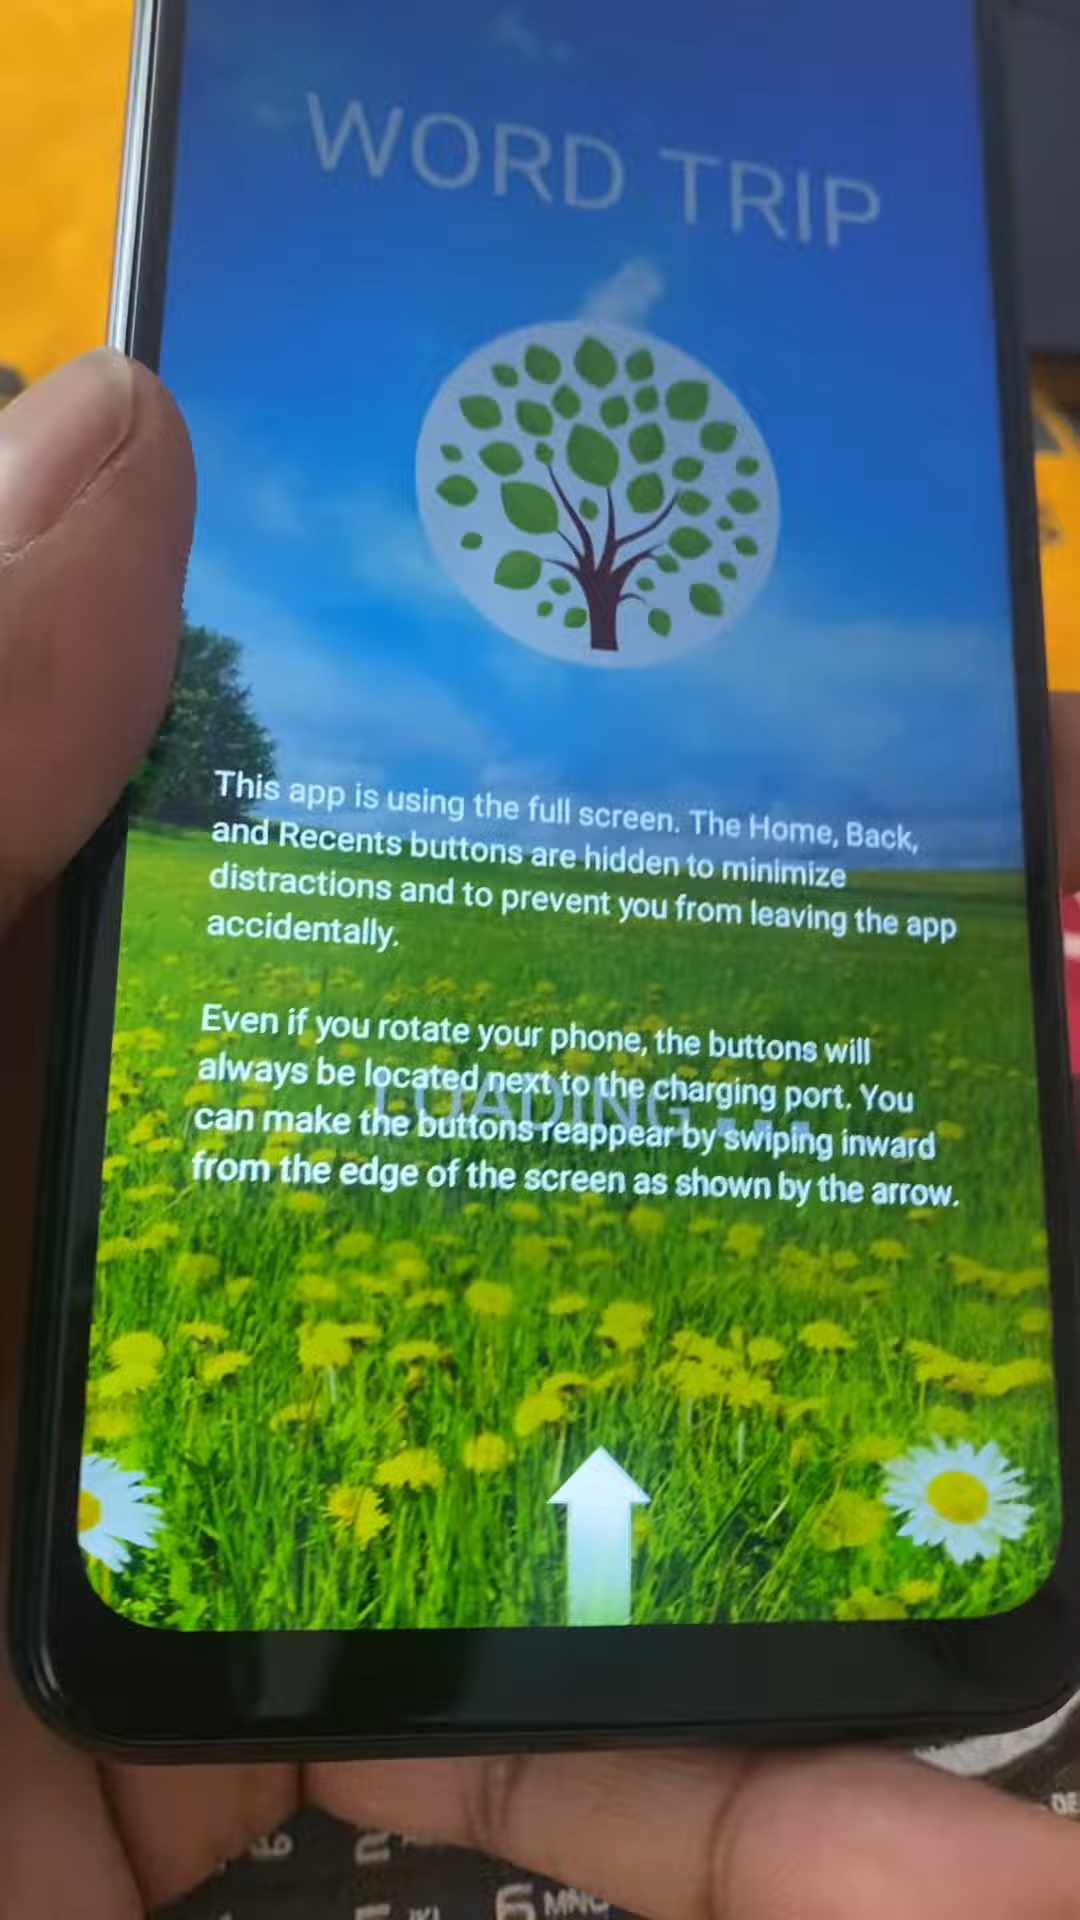 WORD TRIP
This app is using the full screen. The Home, Back,
and Recents buttons are hidden to minimize
distractions and to prevent you from leaving the app
accidentally.
Even if you rotate your phone, the buttons will
always be located next to the charging port. You
can make the buttons reappear by swiping inward
from the edge of the screen as shown by the arrow.
LOADING...
6 MNO